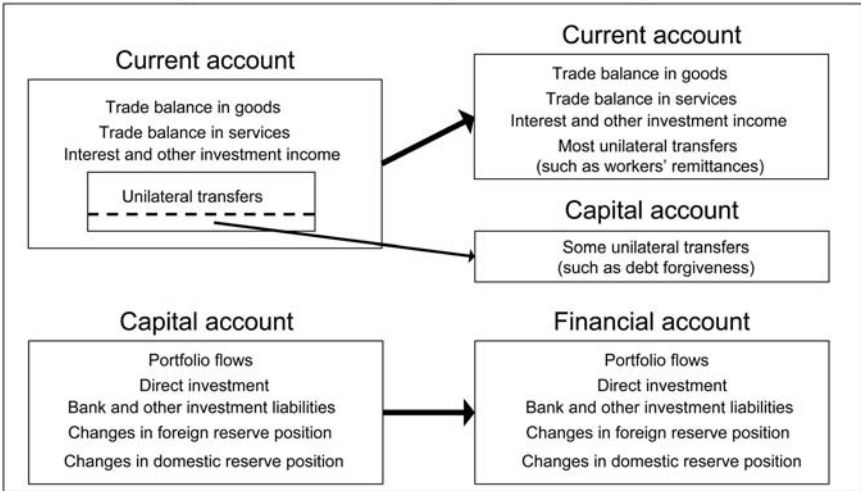 Current account
Trade balance in goods
Trade balance in services
Interest and other investment income
Unilateral transfers
Current account
Trade balance in goods
Trade balance in services
Interest and other investment income
Most unilateral transfers
(such as workers' remittances)
Capital account
Some unilateral transfers
(such as debt forgiveness)
Capital account
Portfolio flows
Direct investment
Bank and other investment liabilities
Changes in foreign reserve position
Changes in domestic reserve position
Financial account
Portfolio flows
Direct investment
Bank and other investment liabilities
Changes in foreign reserve position
Changes in domestic reserve position